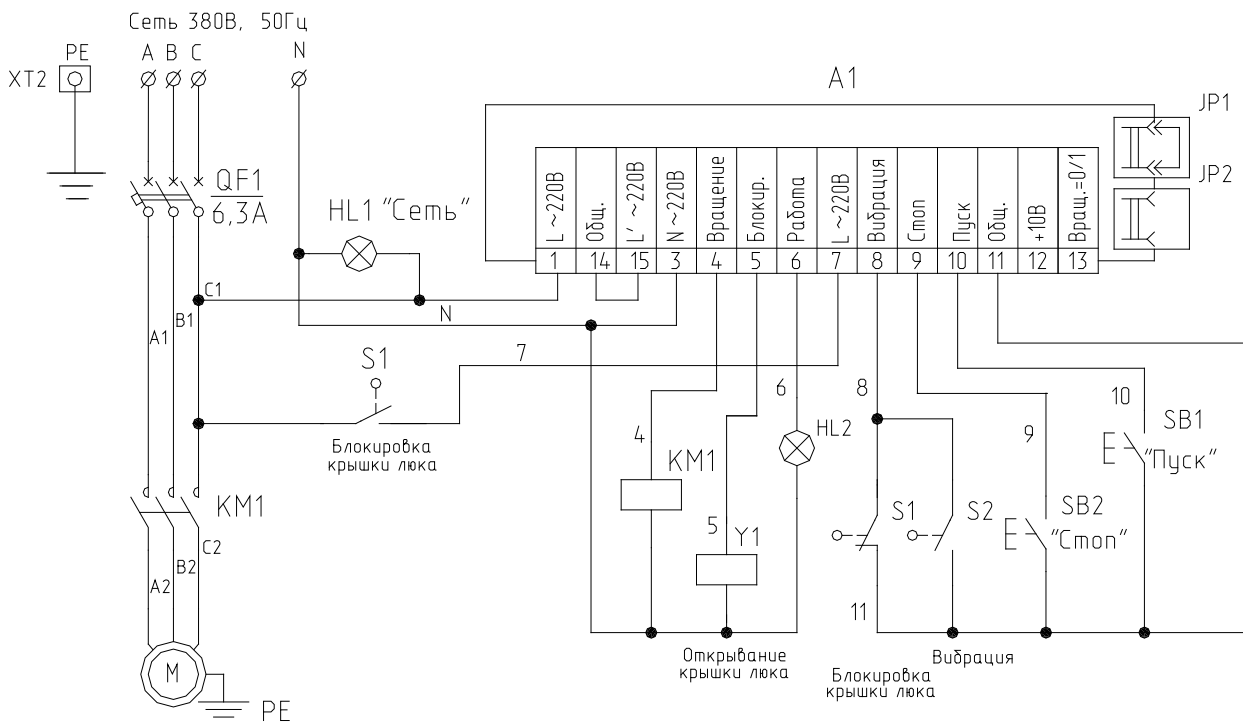 Сеть 380В, 50Гц
PE
A B C
N
XT2
A1
JP1
JP2
QF1
6,3А
HL1 "Сеть"
L ~220В
Общ.
L' ~220В
N ~220В
Вращение
Блокир.
Работа
L ~220В
Вибрация
Стоп
Пуск
Общ.
+10В
Вращ.=0/1
1 14 15 3 4 5 6 7 8 9 10 11 12 13
C1
N
A1
B1
7
S1
Блокировка
крышки люка
6
8
10
4
KM1
HL2
9
SB1
"Пуск"
KM1
5
Y1
S1
S2
SB2
"Стоп"
C2
B2
A2
11
Открывание
крышки люка
Вибрация
Блокировка
крышки люка
M
PE